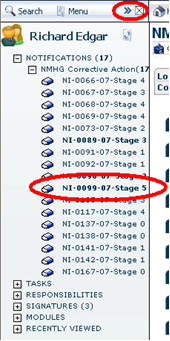 Search Menu »
NM
Richard Edgar
NOTIFICATIONS (17)
NMHG Corrective Action(17)
Lo
Co
NI-0066-07-Stage 4
NI-0067-07-Stage 3
NI-0068-07-Stage 4
NI-0069-07-Stage 4
NI-0073-07-Stage 2
NI-0089-07-Stage 3
NI-0091-07-Stage 1
NI-0092-07-Stage 1
NI-0099-07-Stage 5
NI-0117-07-Stage 4
NI-0137-07-Stage 0
NI-0138-07-Stage 0
NI-0141-07-Stage 1
NI-0142-07-Stage 1
NI-0167-07-Stage 0
TASKS
RESPONSIBILITIES
SIGNATURES (3)
MODULES
RECENTLY VIEWED